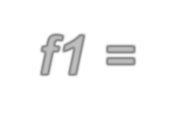 f1 =